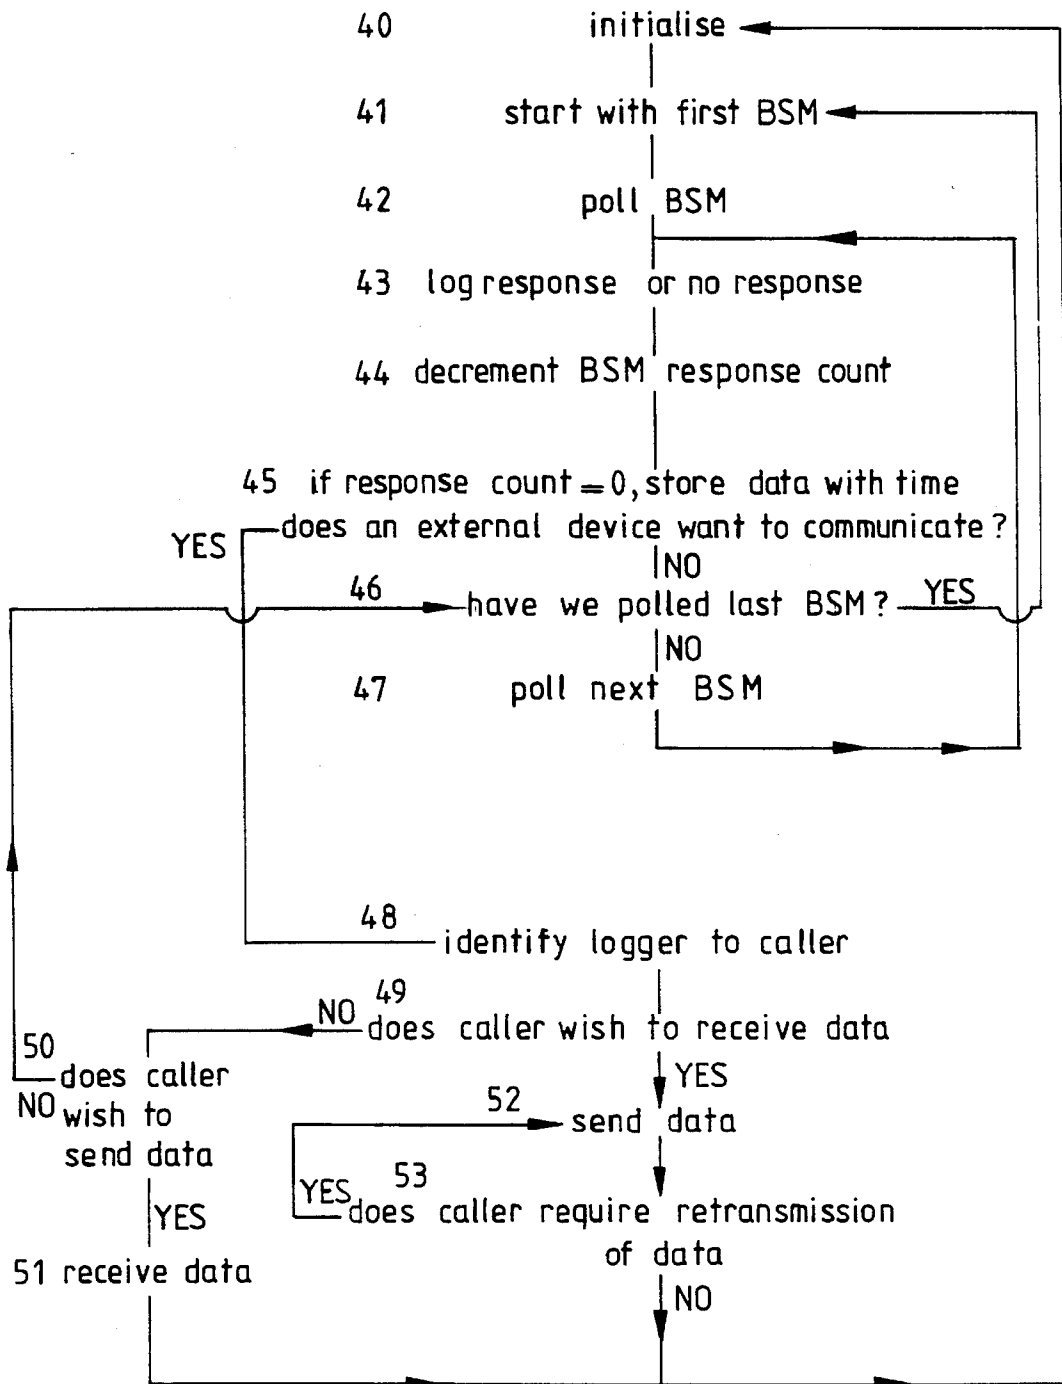 40 initialise
41 start with first BSM
42 poll BSM
43 log response or no response
44 decrement BSM response count
45 if response count = 0, store data with time
YES does an external device want to communicate?
NO
46 have we polled last BSM? YES
NO
47 poll next BSM
48
identify logger to caller
49
NO does caller wish to receive data
50
does caller
NO wish to
send data
YES
52
send data
YES 53
does caller require retransmission
of data
YES
51 receive data
NO